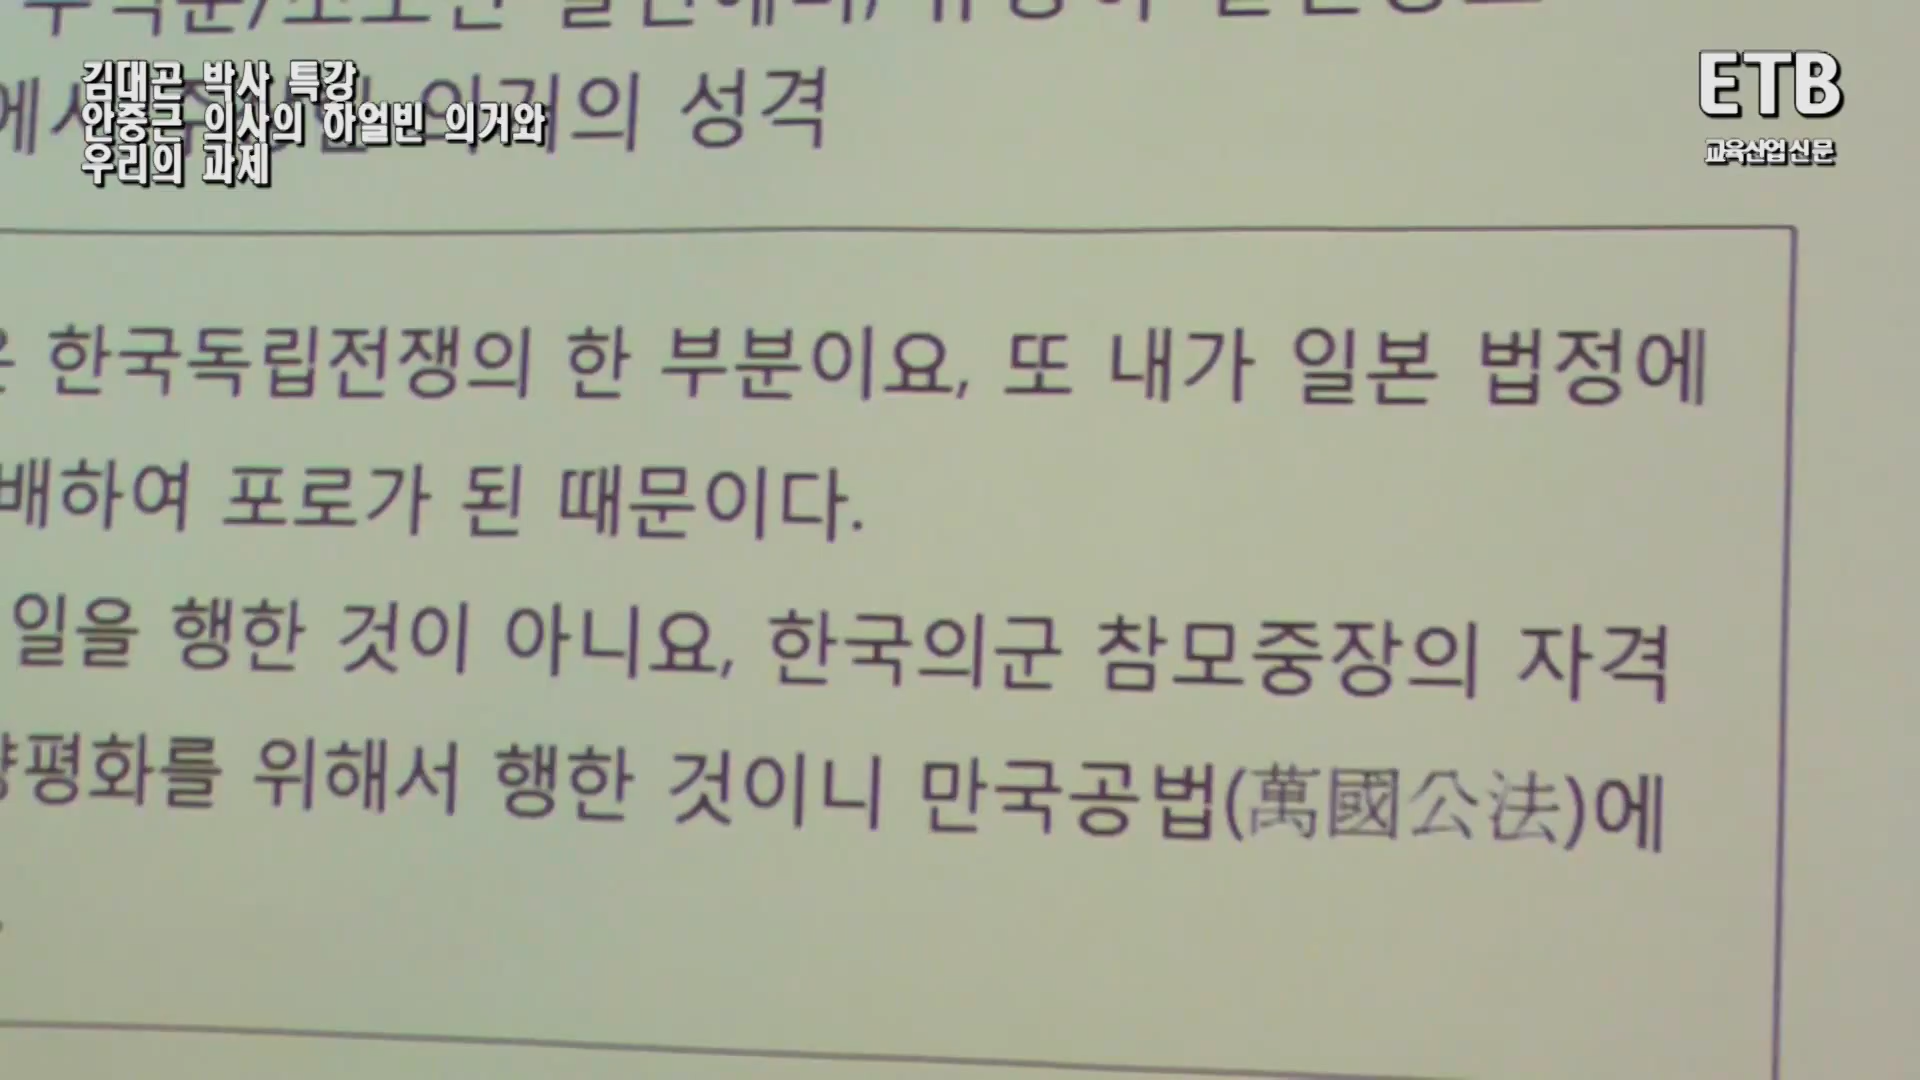 김대곤 박사 특강
안중근 의사의 하얼빈 의거와
우리의 과제
ETB
교육산업신문
의 성격
한국독립전쟁의 한 부분이요, 또 내가 일본 법정에
배하여 포로가 된 때문이다.
일을 행한 것이 아니요, 한국의군 참모중장의 자격
평화를 위해서 행한 것이니 만국공법(萬國公法)에